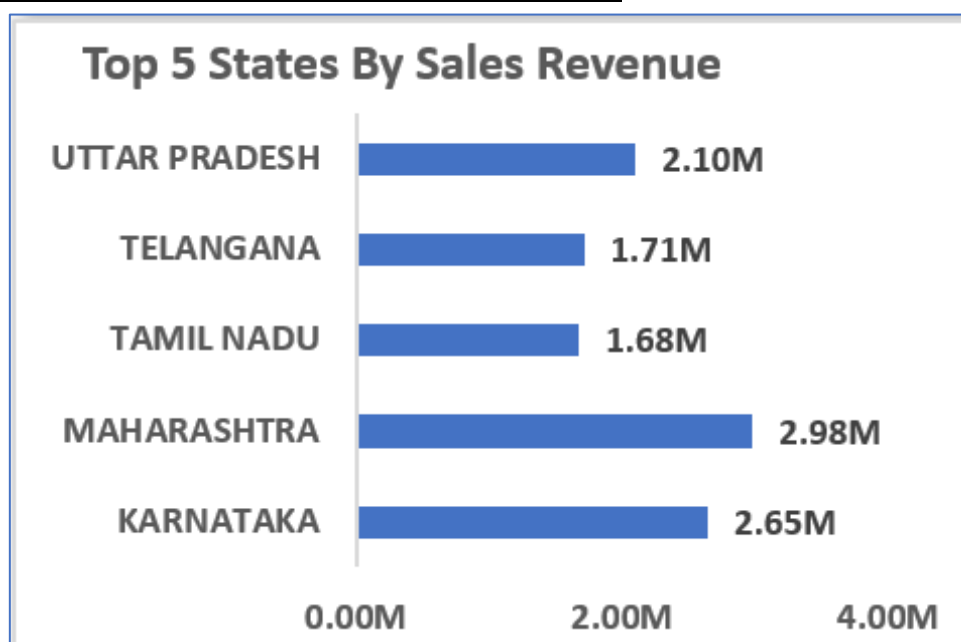 Top 5 States By Sales Revenue
UTTAR PRADESH 2.10M
TELANGANA 1.71M
TAMIL NADU 1.68M
MAHARASHTRA 2.98M
KARNATAKA 2.65M
0.00M 2.00M 4.00M